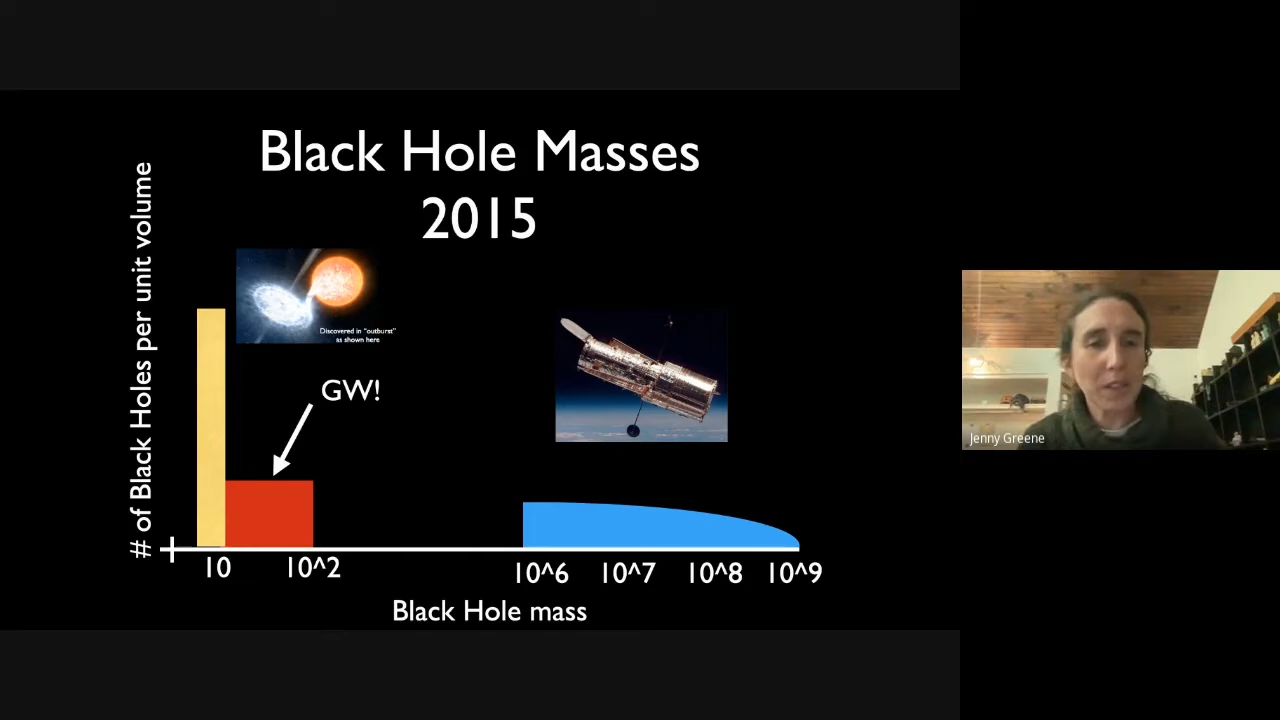 Black Hole Masses
2015
# of Black Holes per unit volume
Discovered in "outburst"
as shown here
GW!
10
10^2
10^6
10^7
10^8
10^9
Black Hole mass
Jenny Greene